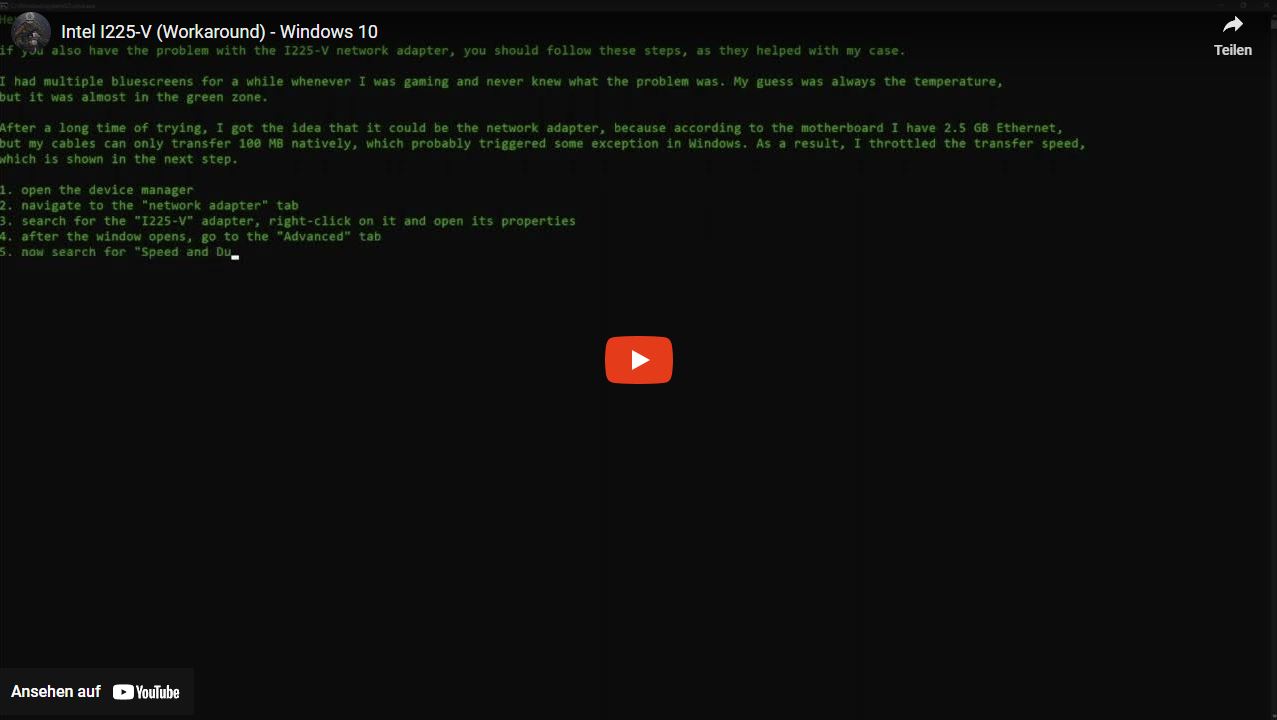 Intel I225-V (Workaround) - Windows 10
Teilen
if you also have the problem with the I225-V network adapter, you should follow these steps, as they helped with my case.
I had multiple bluescreens for a while whenever I was gaming and never knew what the problem was. My guess was always the temperature,
but it was almost in the green zone.
After a long time of trying, I got the idea that it could be the network adapter, because according to the motherboard I have 2.5 GB Ethernet,
but my cables can only transfer 100 MB natively, which probably triggered some exception in Windows. As a result, I throttled the transfer speed,
which is shown in the next step.
1. open the device manager
2. navigate to the "network adapter" tab
3. search for the "I225-V" adapter, right-click on it and open its properties
4. after the window opens, go to the "Advanced" tab
5. now search for "Speed and Du
Ansehen auf YouTube